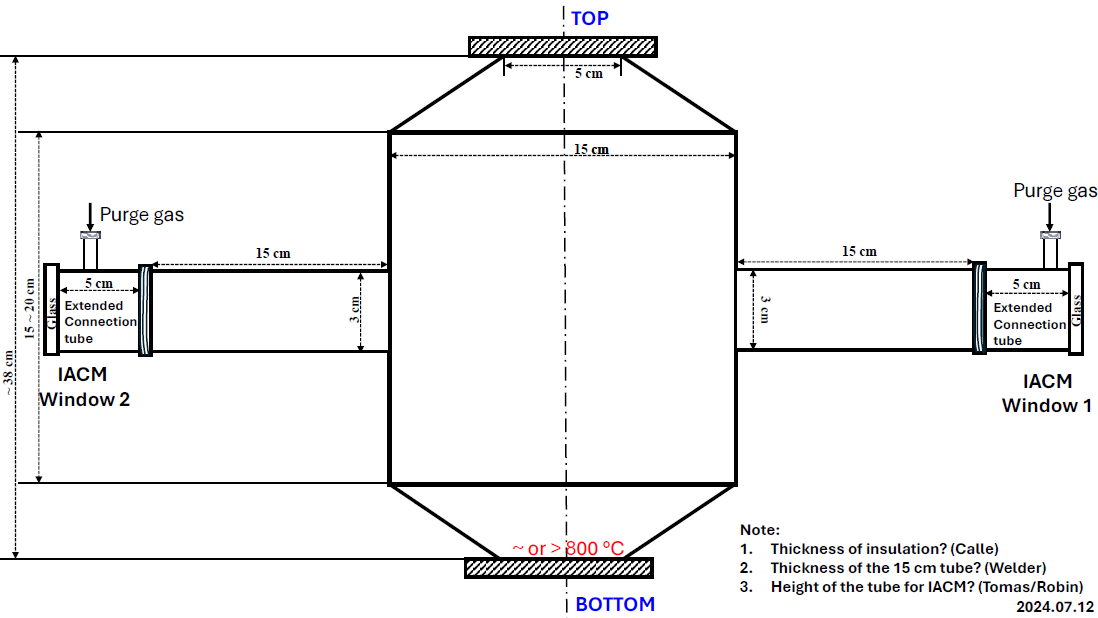 TOP
5 cm
15 cm
Purge gas
Purge gas
15 cm
15 cm
5 cm
5 cm
Glass
Extended
Connection
tube
3 cm
3 cm
Extended
Connection
tube
Glass
15 ~ 20 cm
~38 cm
IACM
Window 2
IACM
Window 1
~ or > 800 °C
BOTTOM
Note:
1. Thickness of insulation? (Calle)
2. Thickness of the 15 cm tube? (Welder)
3. Height of the tube for IACM? (Tomas/Robin)
2024.07.12